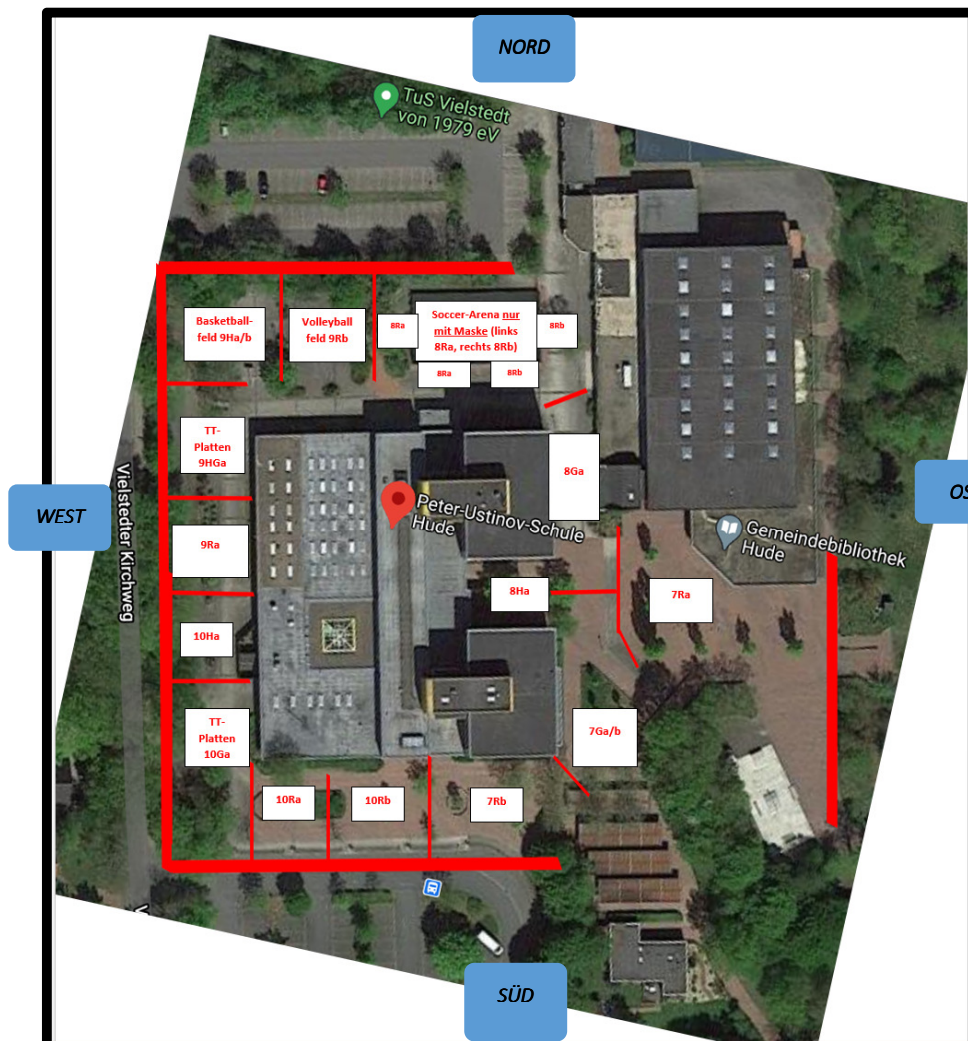 NORD
TuS Vielstedt
von 1979 eV
Basketball-
feld 9Ha/b
Volleyball
feld 9Rb
8Ra
Soccer-Arena nur
mit Maske (links
8Ra, rechts 8Rb)
8Rb
8Ra
8Rb
TT-
Platten
9HGa
8Ga
WEST
Vielstedter Kirchweg
Peter-Ustinov-Schule
Hude
Gemeindebibliothek
Hude
OS
9Ra
8Ha
7Ra
10Ha
TT-
Platten
10Ga
7Ga/b
10Ra
10Rb
7Rb
SÜD